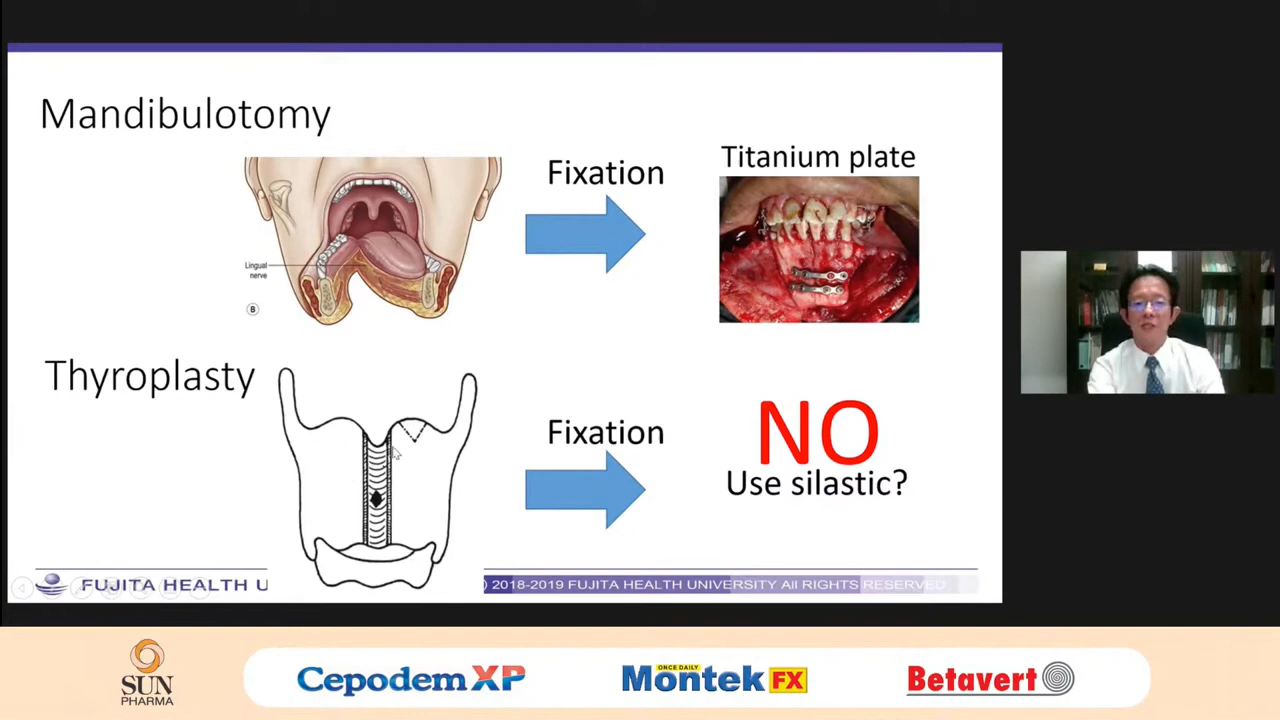 Mandibulotomy
Lingual
nerve
B
Fixation
Titanium plate
Thyroplasty
Fixation
NO
Use silastic?
FUJITA HEALTH U
) 2018-2019 FUJITA HEALTH UNIVERSITY All RIGHTS RESERVED
SUN
PHARMA
Cepodem XP
ONCE DAILY
Montek FX
Betavert